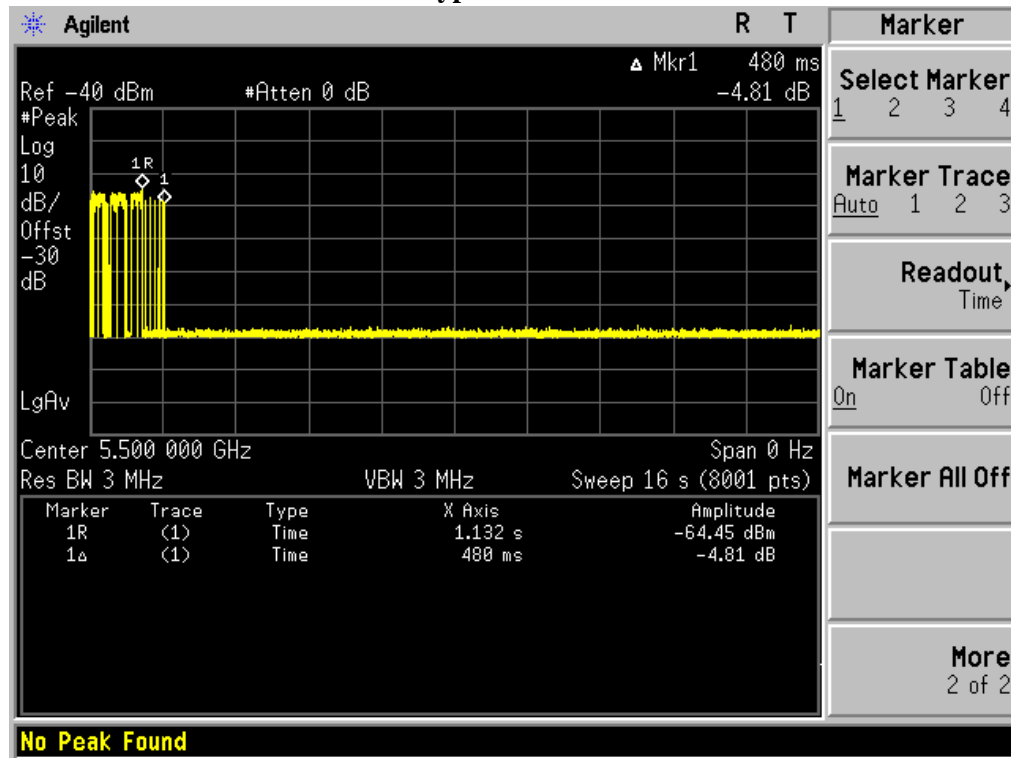 Agilent R T
Marker
▵ Mkr1 480 ms
Ref -40 dBm #Atten 0 dB -4.81 dB
#Peak
Log
10
dB/
Offst
-30
dB
LgAv
1R
1
Center 5.500 000 GHz Span 0 Hz
Res BW 3 MHz VBW 3 MHz Sweep 16 s (8001 pts)
Marker Trace Type X Axis Amplitude
1R (1) Time 1.132 s -64.45 dBm
1▵ (1) Time 480 ms -4.81 dB
Select Marker
1 2 3 4
Marker Trace
Auto 1 2 3
Readout
Time
Marker Table
On Off
Marker All Off
More
2 of 2
No Peak Found